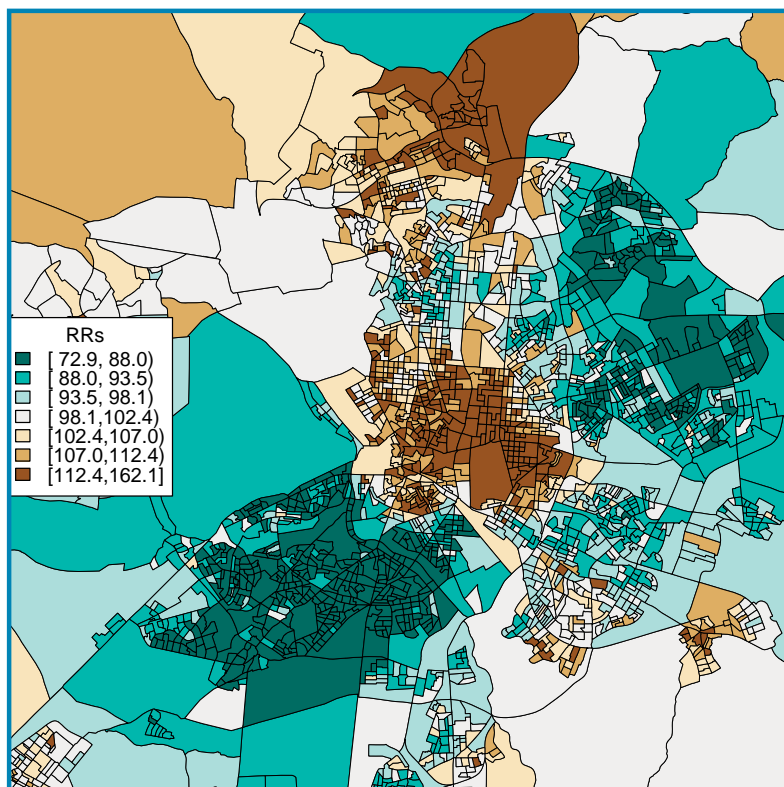 RRs
[ 72.9, 88.0)
[ 88.0, 93.5)
[ 93.5, 98.1)
[ 98.1,102.4)
[102.4,107.0)
[107.0,112.4)
[112.4,162.1]